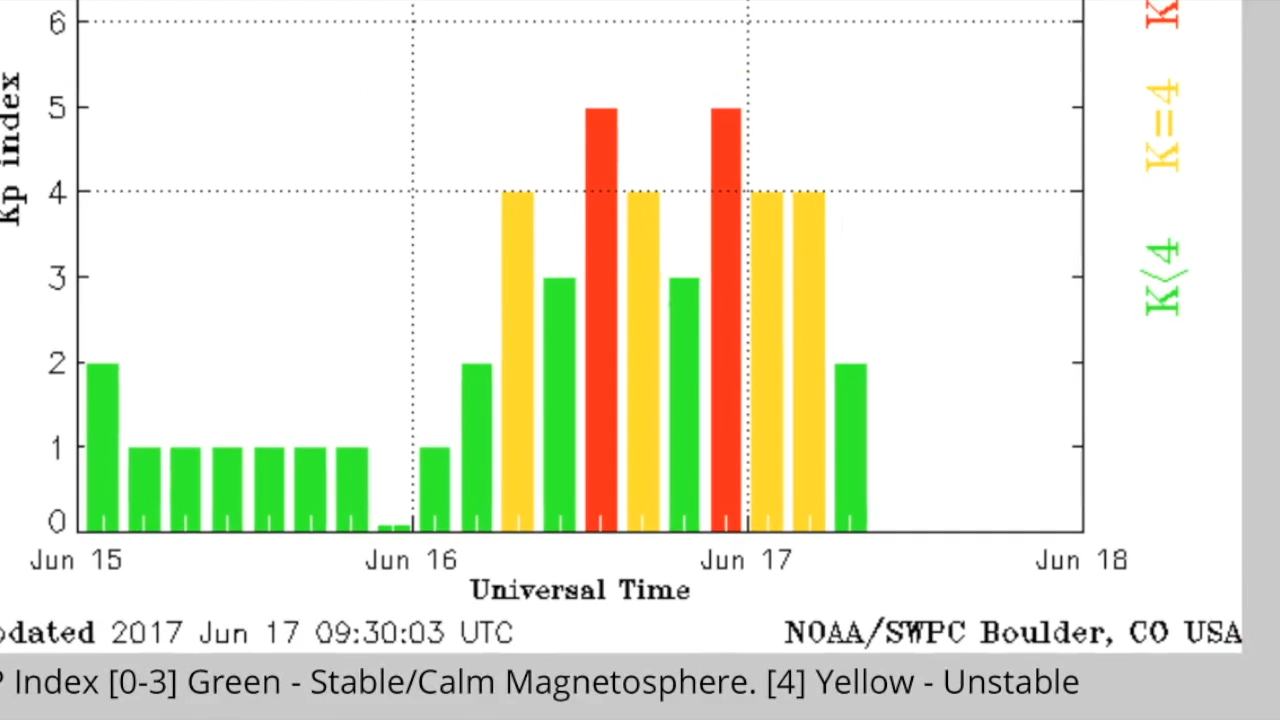 6
5
4
3
2
1
0
Kp index
Jun 15 Jun 16 Jun 17 Jun 18
Universal Time
dated 2017 Jun 17 09:30:03 UTC
NOAA/SWPC Boulder, CO USA
K<4 K=4 K
P Index [0-3] Green - Stable/Calm Magnetosphere. [4] Yellow - Unstable